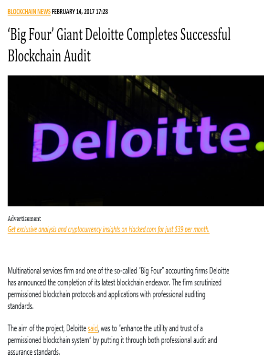 BLOCKCHAIN NEWS FEBRUARY 14, 2017 17:28
‘Big Four’ Giant Deloitte Completes Successful
Blockchain Audit
Deloitte.
Advertisement
Get exclusive analysis and cryptocurrency insights on Hacked.com for just $39 per month.
Multinational services firm and one of the so-called “Big Four” accounting firms Deloitte
has announced the completion of its latest blockchain endeavor. The firm scrutinized
permissioned blockchain protocols and applications with professional auditing
standards.
The aim of the project, Deloitte said, was to “enhance the utility and trust of a
permissioned blockchain system” by putting it through both professional audit and
assurance standards.